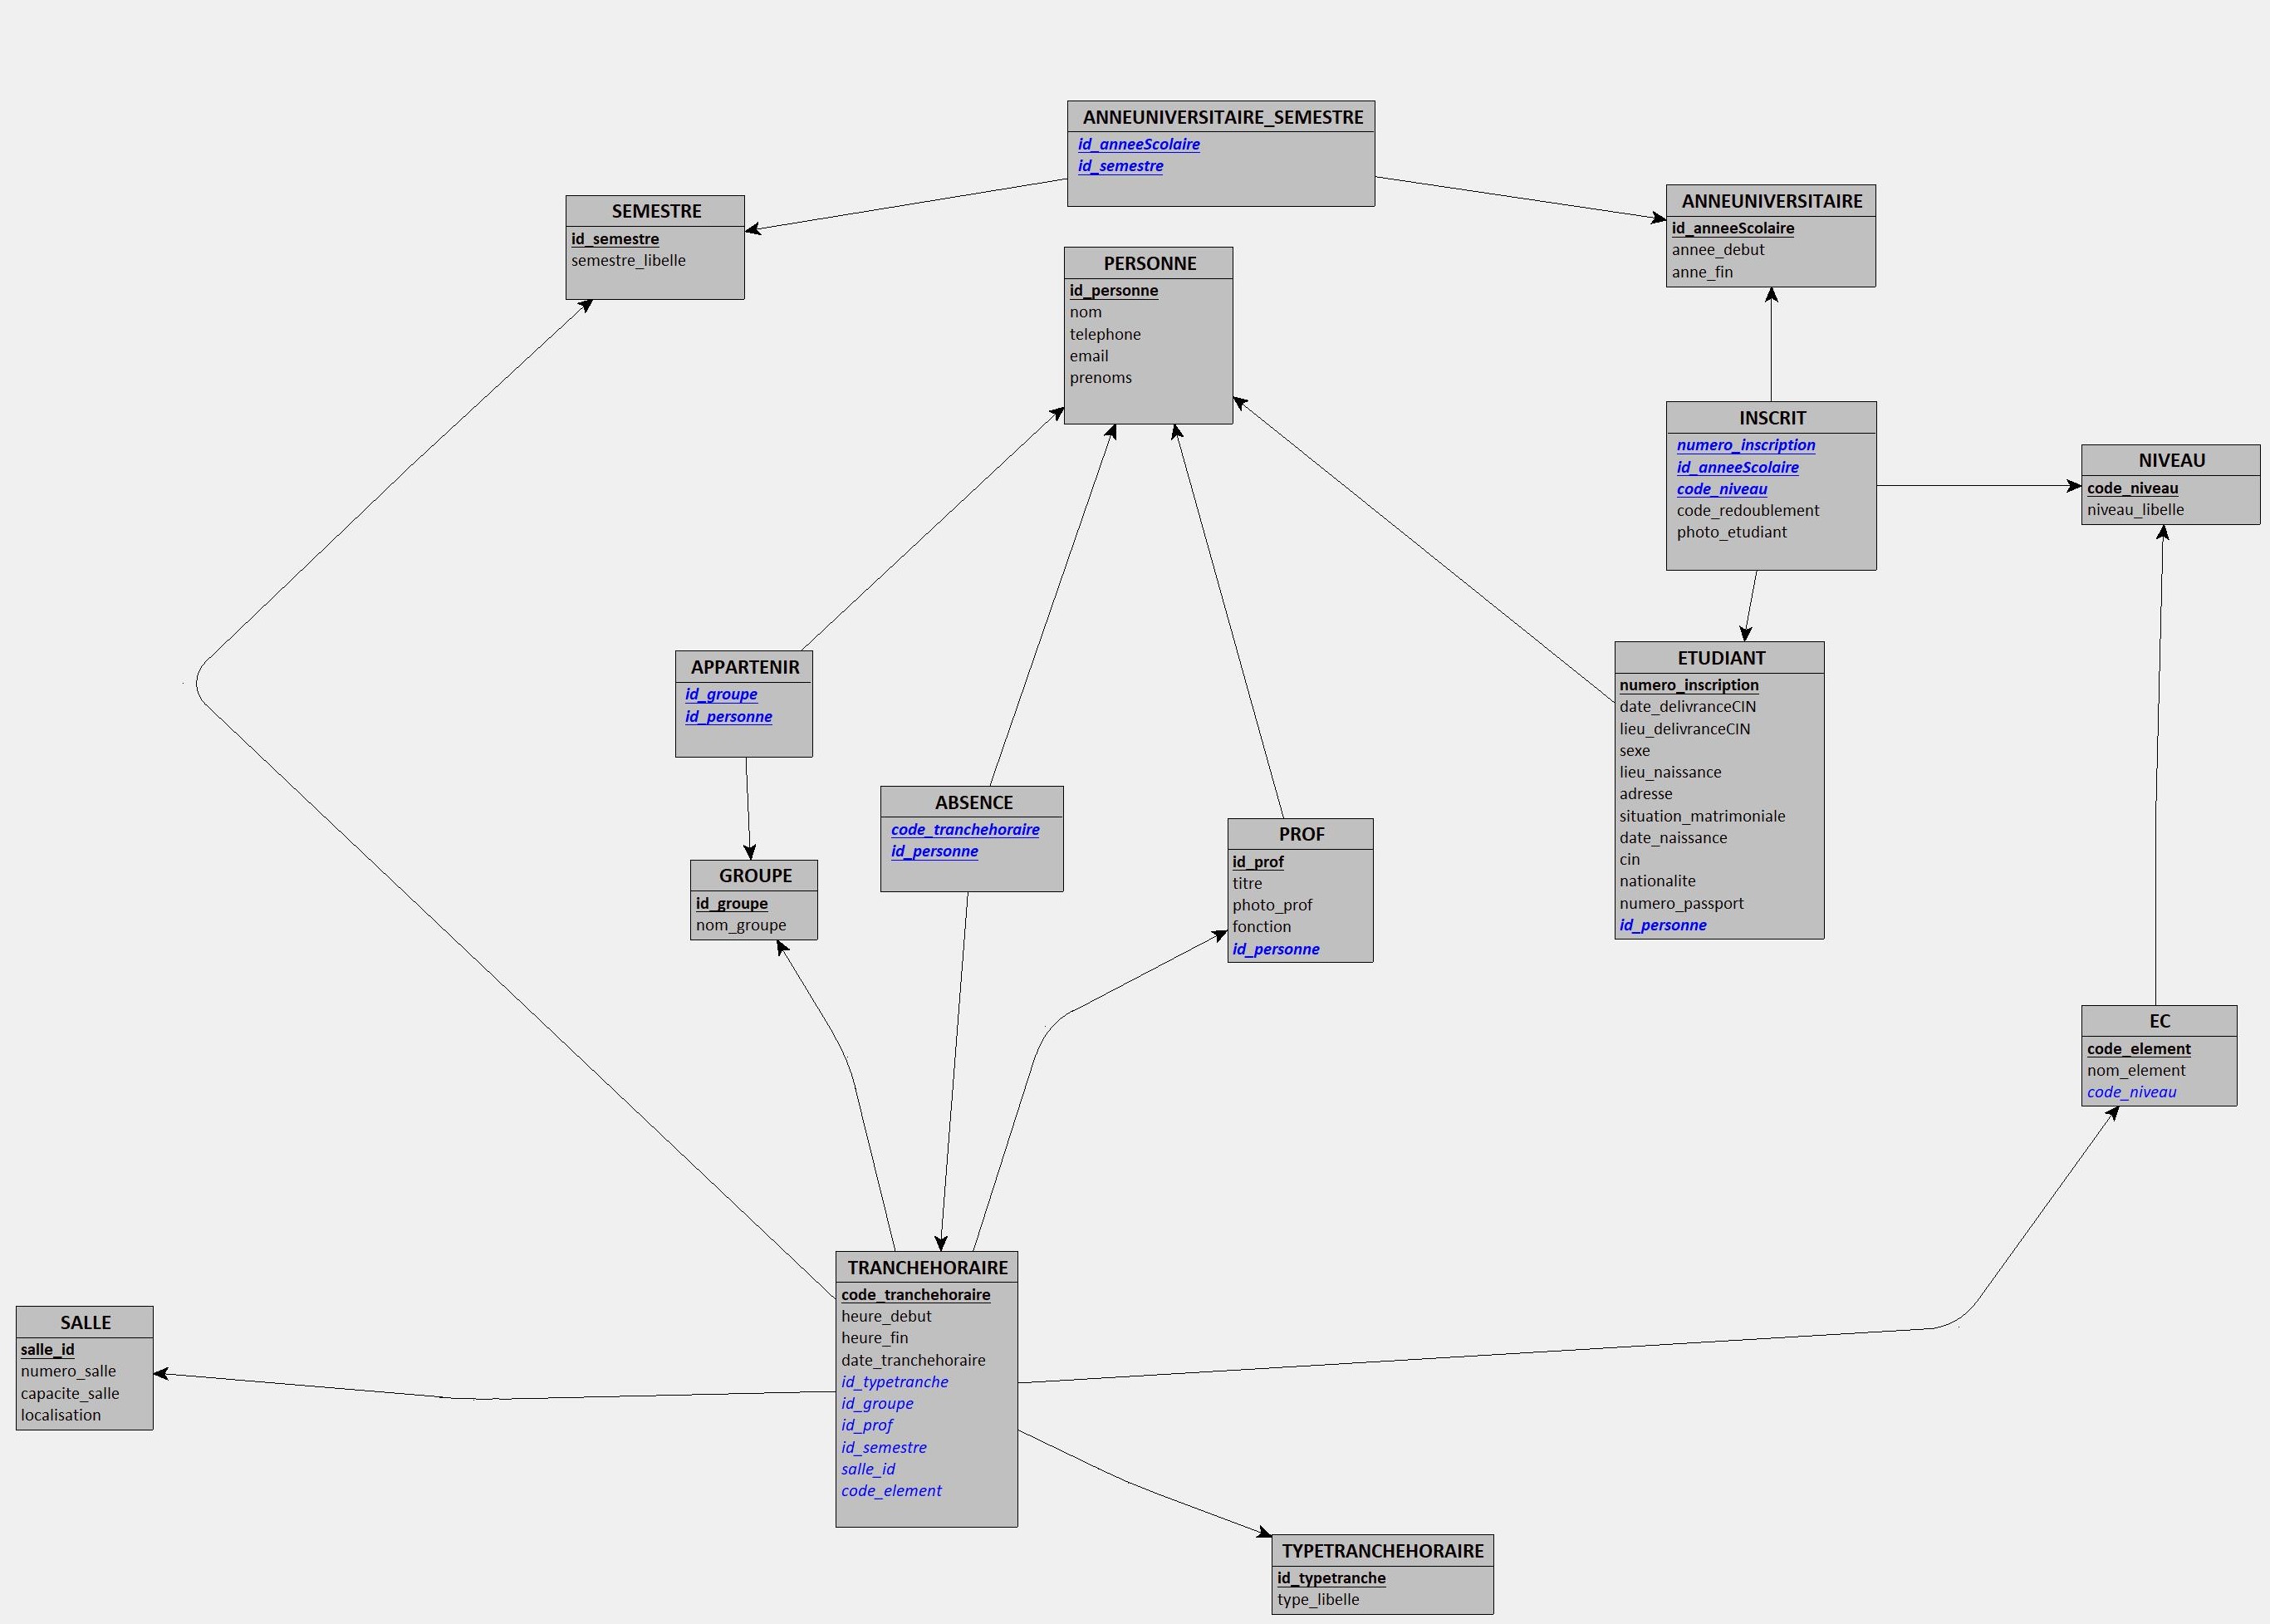 ANNEUNIVERSITAIRE_SEMESTRE
id_anneeScolaire
id_semestre
SEMESTRE
id_semestre
semestre_libelle
ANNEUNIVERSITAIRE
id_anneeScolaire
annee_debut
anne_fin
PERSONNE
id_personne
nom
telephone
email
prenoms
INSCRIT
numero_inscription
id_anneeScolaire
code_niveau
code_redoublement
photo_etudiant
NIVEAU
code_niveau
niveau_libelle
APPARTENIR
id_groupe
id_personne
ETUDIANT
numero_inscription
date_delivranceCIN
lieu_delivranceCIN
sexe
lieu_naissance
adresse
situation_matrimoniale
date_naissance
cin
nationalite
numero_passport
id_personne
ABSENCE
code_tranchehoraire
id_personne
PROF
id_prof
titre
photo_prof
fonction
id_personne
GROUPE
id_groupe
nom_groupe
EC
code_element
nom_element
code_niveau
TRANCHEHORAIRE
code_tranchehoraire
heure_debut
heure_fin
date_tranchehoraire
id_typetranche
id_groupe
id_prof
id_semestre
salle_id
code_element
SALLE
salle_id
numero_salle
capacite_salle
localisation
TYPETRANCHEHORAIRE
id_typetranche
type_libelle